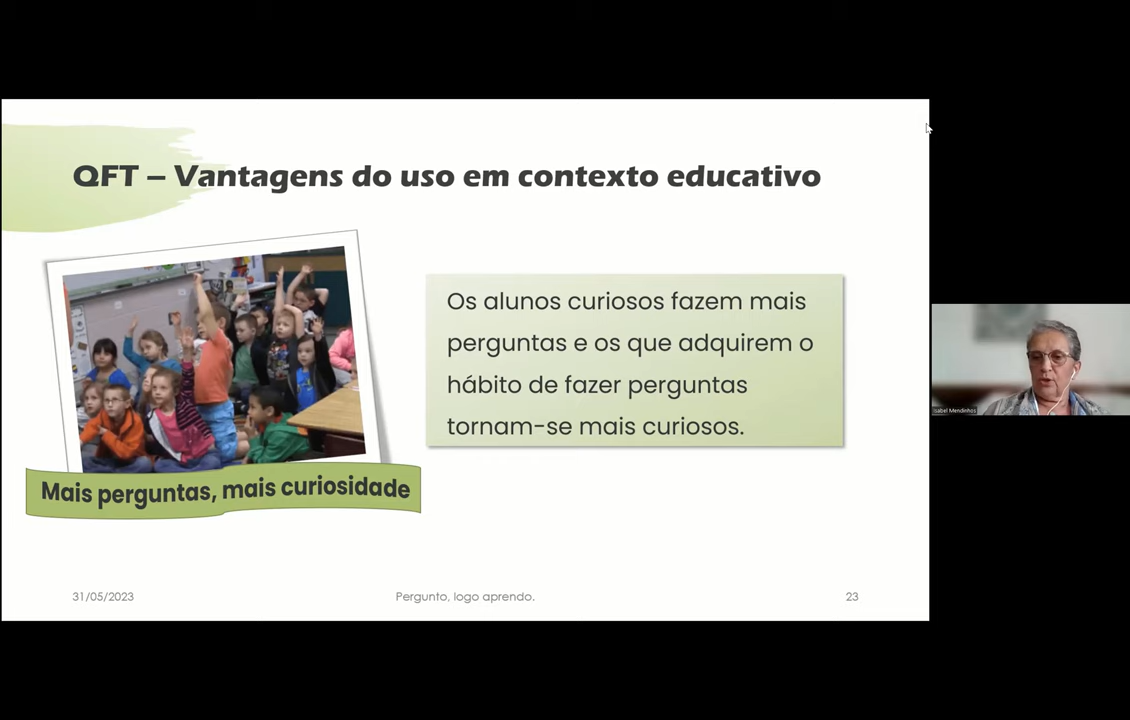 QFT – Vantagens do uso em contexto educativo
Os alunos curiosos fazem mais
perguntas e os que adquirem o
hábito de fazer perguntas
tornam-se mais curiosos.
Mais perguntas, mais curiosidade
31/05/2023
Pergunto, logo aprendo.
23
Isabel Mendinhos